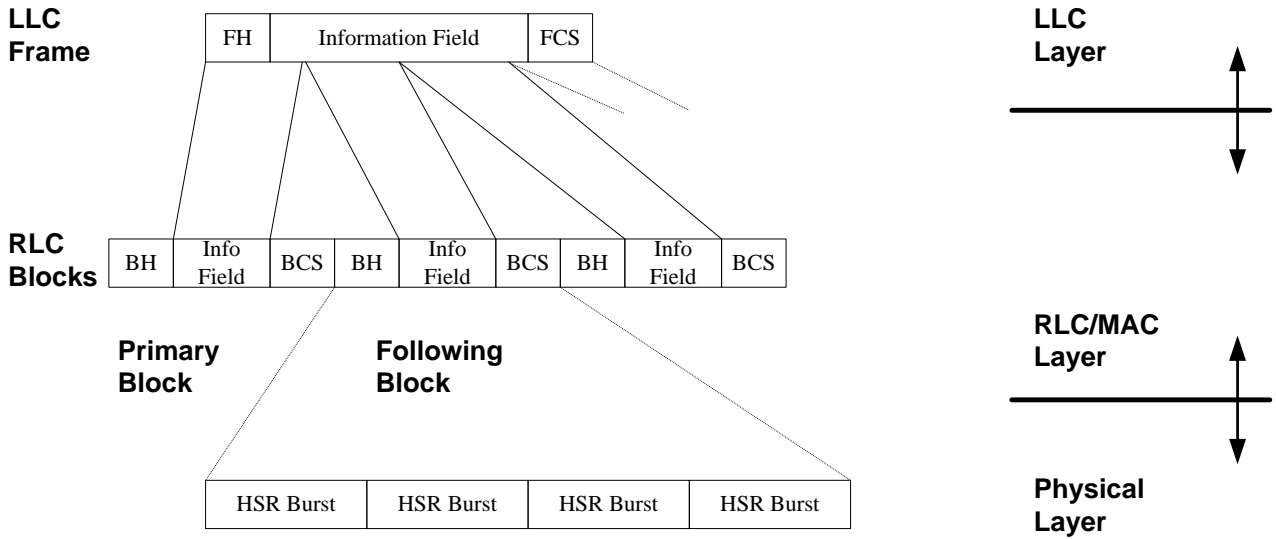 LLC
Frame
FH
Information Field
FCS
LLC
Layer
RLC
Blocks
BH
Info
Field
BCS
BH
Info
Field
BCS
BH
Info
Field
BCS
Primary
Block
Following
Block
RLC/MAC
Layer
HSR Burst
HSR Burst
HSR Burst
HSR Burst
Physical
Layer